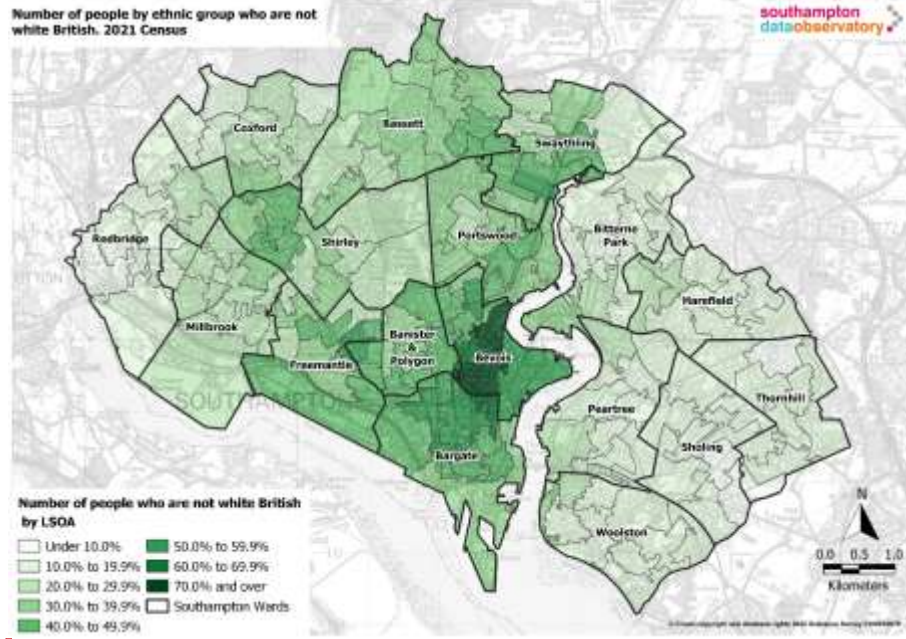 Number of people by ethnic group who are not
white British. 2021 Census
southampton
dataobservatory
Coxford
Bassett
Swaythling
Redbridge
Shirley
Portswood
Bitterne
Park
Harefield
Millbrook
Freemantle
Banister
&
Polygon
Bevois
Peartree
Thornhill
Sholing
SOUTHAMPTON
Bargate
Woolston
Number of people who are not white British
by LSOA
Under 10.0%
10.0% to 19.9%
20.0% to 29.9%
30.0% to 39.9%
40.0% to 49.9%
50.0% to 59.9%
60.0% to 69.9%
70.0% and over
Southampton Wards
N
0.0 0.5 1.0
Kilometers